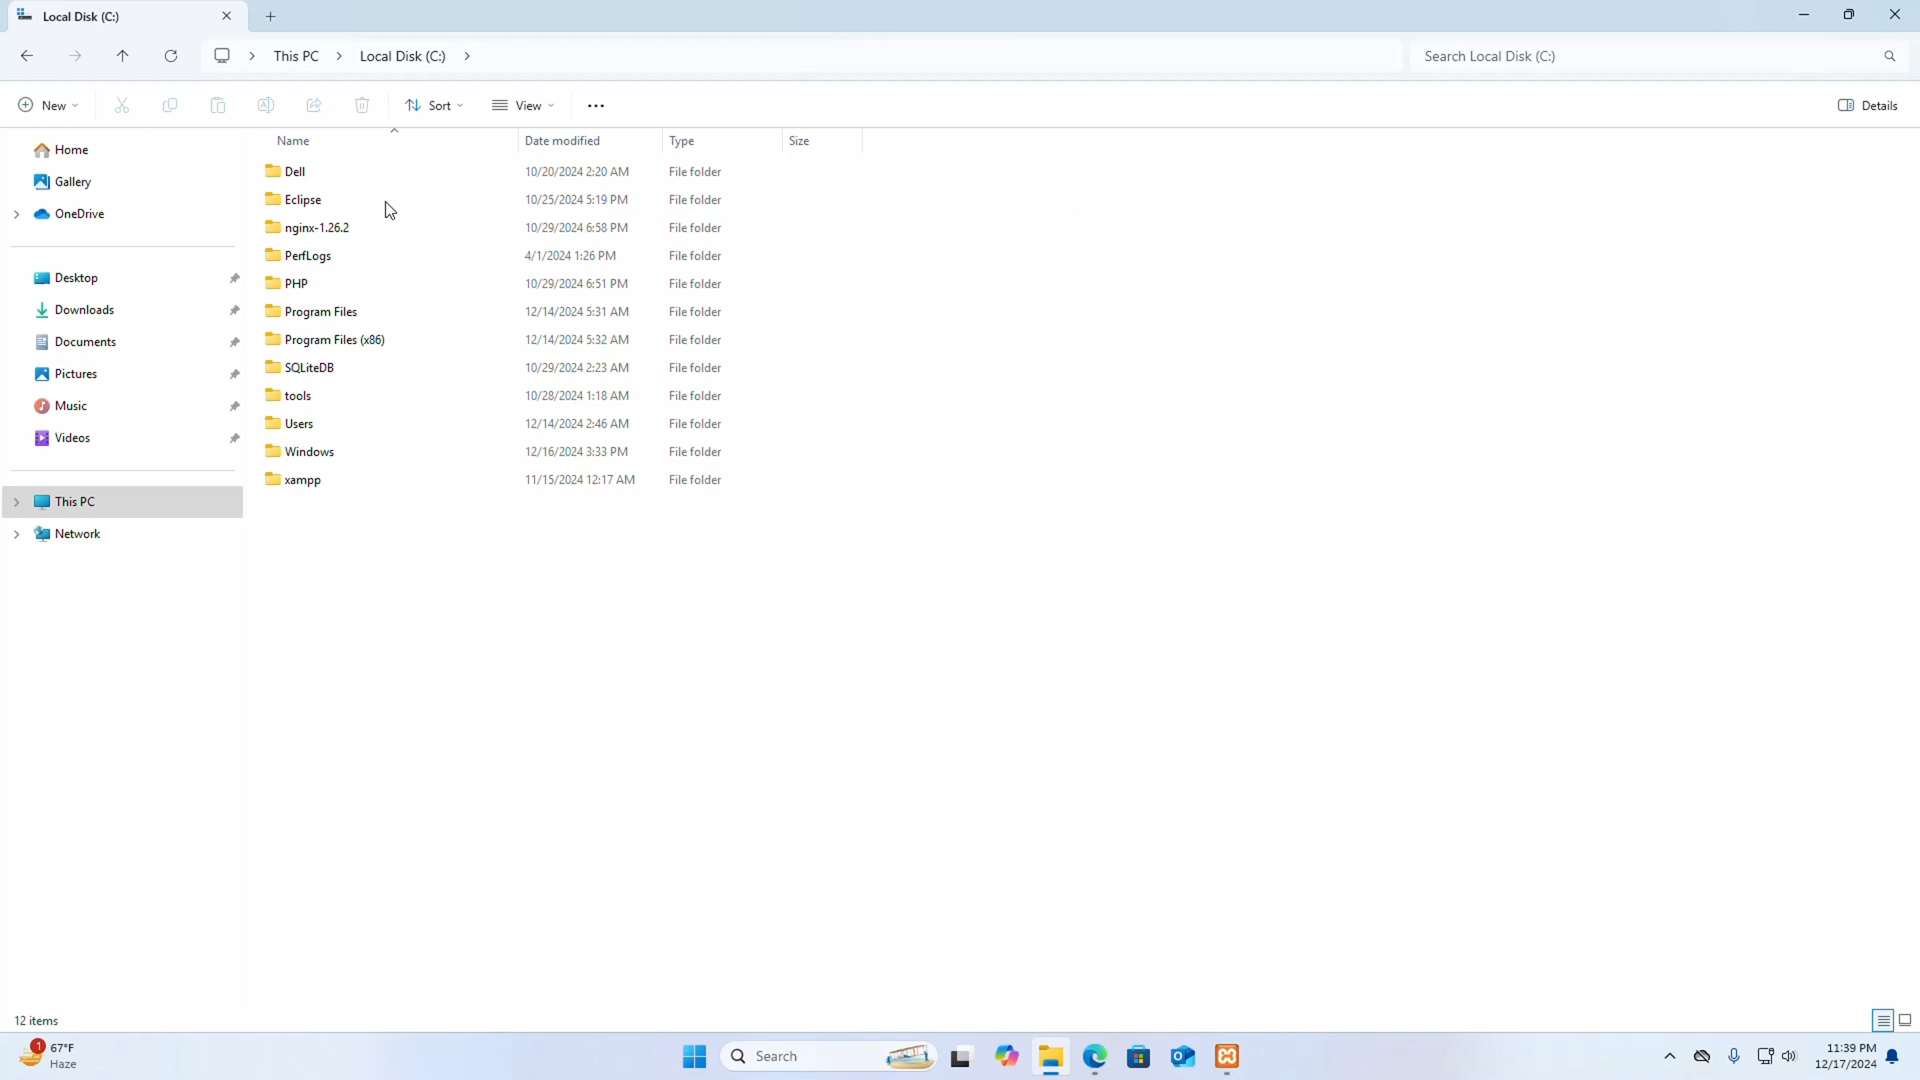 Local Disk (C:)
This PC
Local Disk (C:)
Search Local Disk (C:)
New
Sort
View
Details
Name Date modified Type Size
Home
Gallery
OneDrive
Desktop
Downloads
Documents
Pictures
Music
Videos
This PC
Network
Dell 10/20/2024 2:20 AM File folder
Eclipse 10/25/2024 5:19 PM File folder
nginx-1.26.2 10/29/2024 6:58 PM File folder
PerfLogs 4/1/2024 1:26 PM File folder
PHP 10/29/2024 6:51 PM File folder
Program Files 12/14/2024 5:31 AM File folder
Program Files (x86) 12/14/2024 5:32 AM File folder
SQLiteDB 10/29/2024 2:23 AM File folder
tools 10/28/2024 1:18 AM File folder
Users 12/14/2024 2:46 AM File folder
Windows 12/16/2024 3:33 PM File folder
xampp 11/15/2024 12:17 AM File folder
12 items
1
67°F
Haze
Search
11:39 PM
12/17/2024